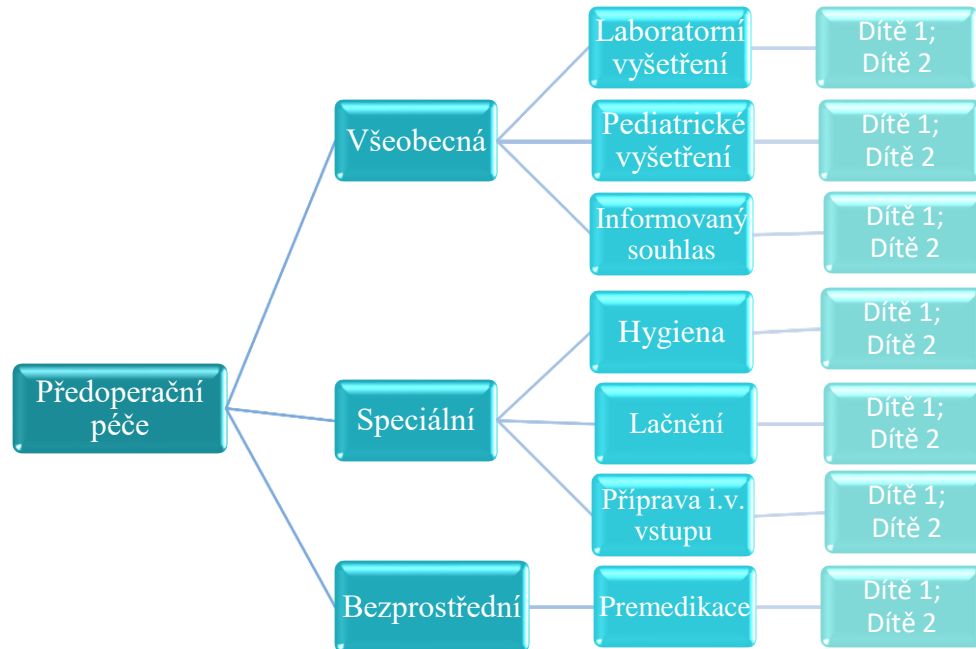 Předoperační
péče
Všeobecná
Laboratorní
vyšetření
Dítě 1;
Dítě 2
Pediatrické
vyšetření
Dítě 1;
Dítě 2
Informovaný
souhlas
Dítě 1;
Dítě 2
Speciální
Hygiena
Dítě 1;
Dítě 2
Lačnění
Dítě 1;
Dítě 2
Příprava i.v.
vstupu
Dítě 1;
Dítě 2
Bezprostřední
Premedikace
Dítě 1;
Dítě 2